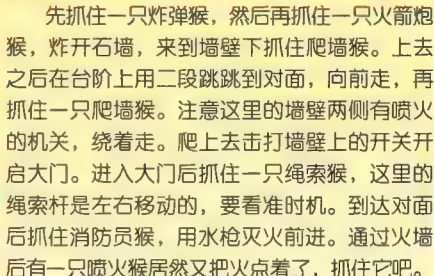 先抓住一只炸弹猴，然后再抓住一只火箭炮
猴，炸开石墙，来到墙壁下抓住爬墙猴。上去
之后在台阶上用二段跳跳到对面，向前走，再
抓住一只爬墙猴。注意这里的墙壁两侧有喷火
的机关，绕着走。爬上去击打墙壁上的开关开
启大门。进入大门后抓住一只绳索猴，这里的
绳索杆是左右移动的，要看准时机。到达对面
后抓住消防员猴，用水枪灭火前进。通过火墙
后有一只喷火猴居然又把火点着了，抓住它吧。